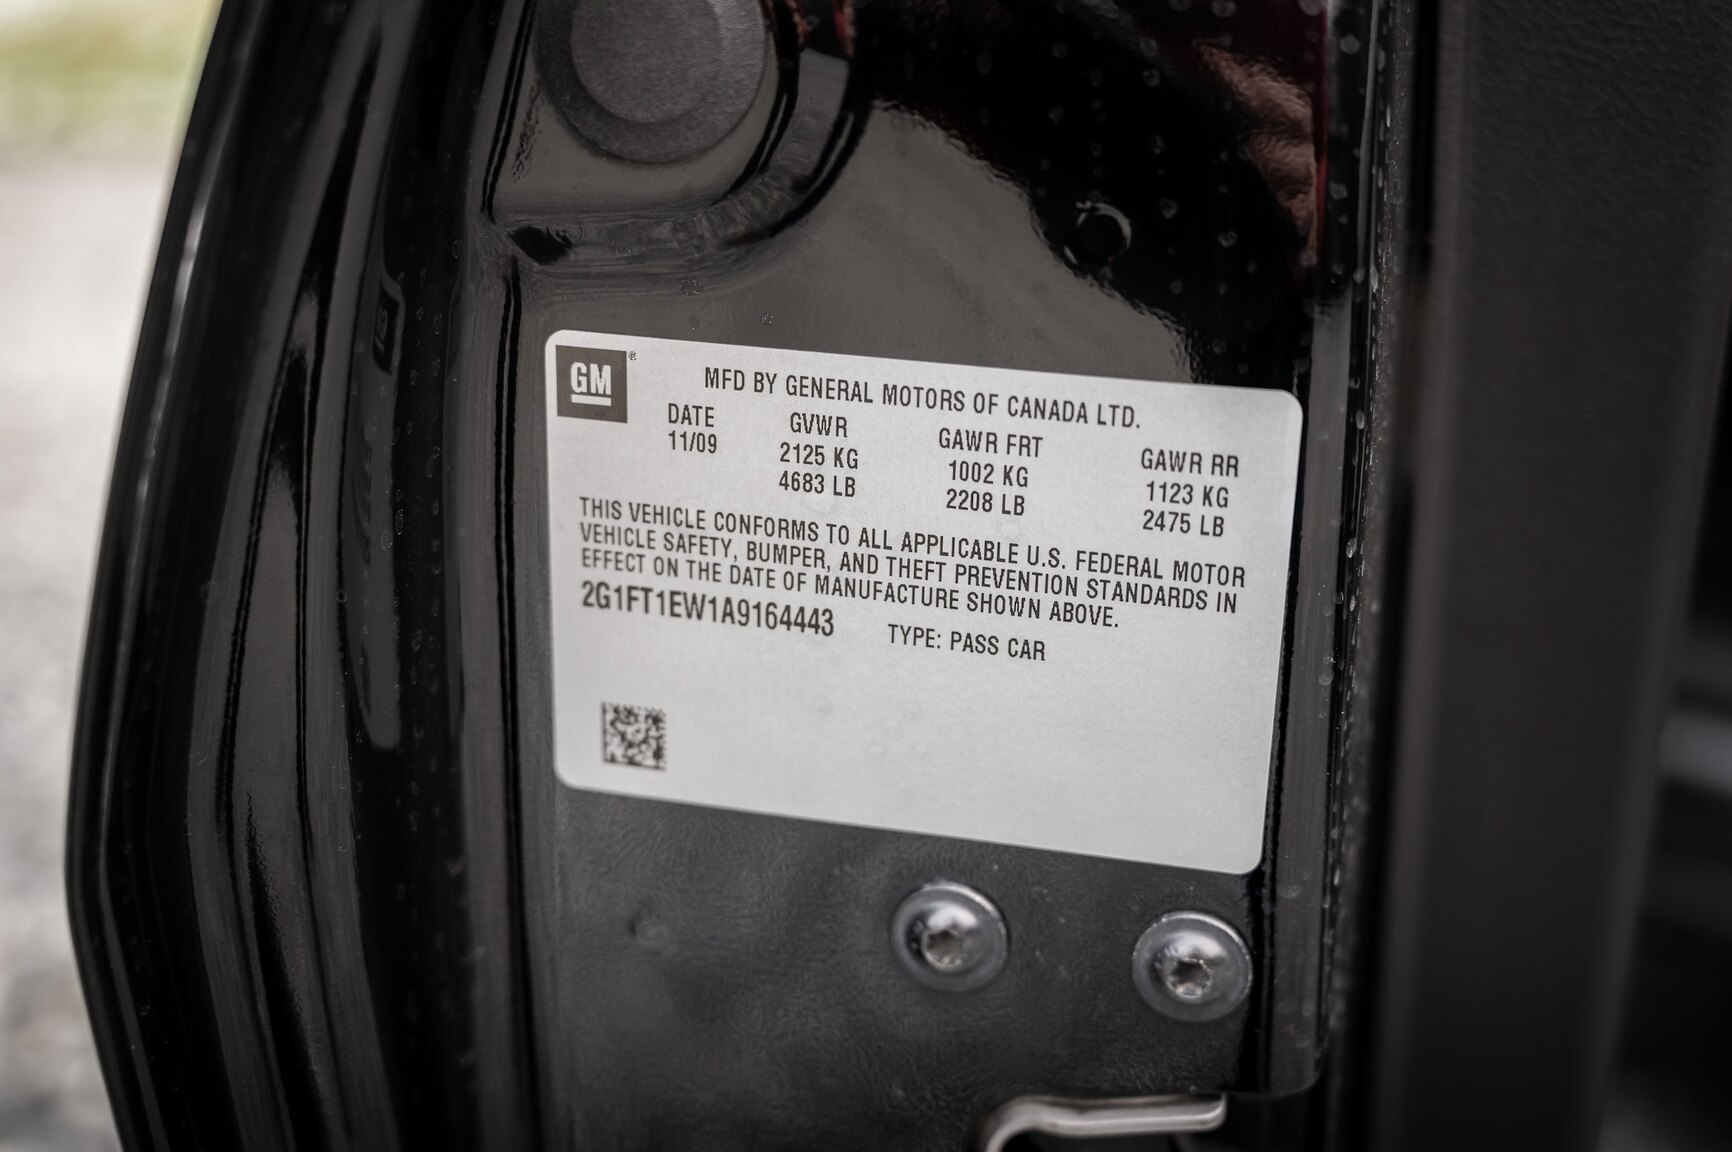 GM ®
MFD BY GENERAL MOTORS OF CANADA LTD.
DATE GVWR GAWR FRT GAWR RR
11/09 2125 KG 1002 KG 1123 KG
4683 LB 2208 LB 2475 LB
THIS VEHICLE CONFORMS TO ALL APPLICABLE U.S. FEDERAL MOTOR
VEHICLE SAFETY, BUMPER, AND THEFT PREVENTION STANDARDS IN
EFFECT ON THE DATE OF MANUFACTURE SHOWN ABOVE.
2G1FT1EW1A9164443 TYPE: PASS CAR